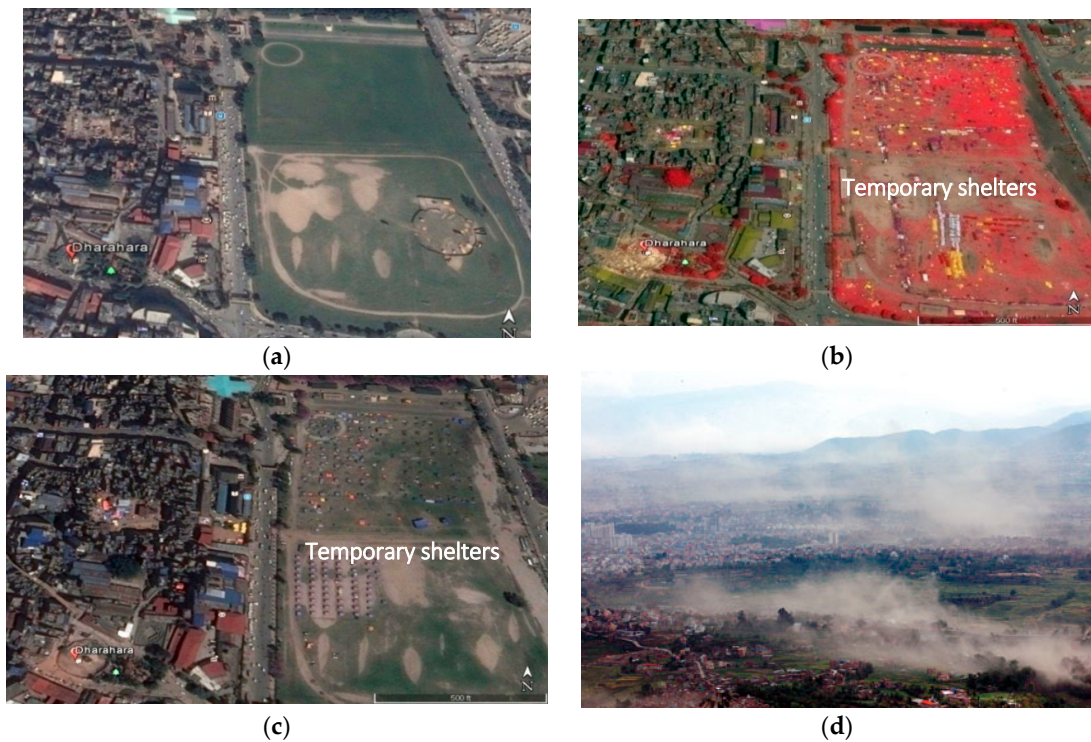 Dharahara
N
(a)
Temporary shelters
Dharahara
500 ft
N
(b)
Temporary shelters
Dharahara
500 ft
N
(c)
(d)